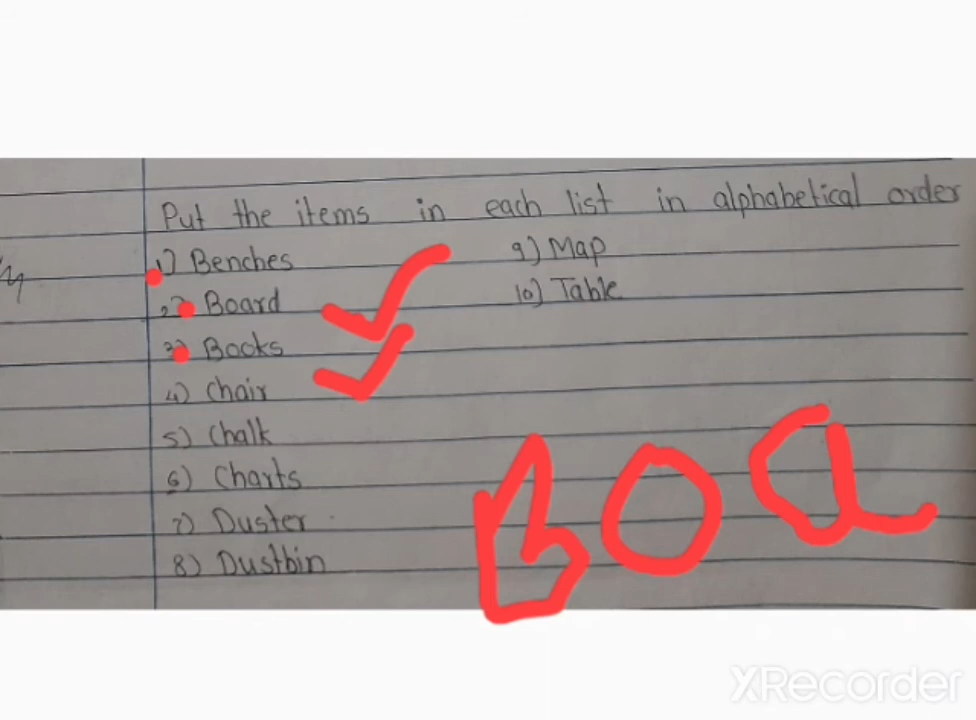 Put the items in each list in alphabetical order
1) Benches
2) Board
3) Books
4) Chair
5) Chalk
6) Charts
7) Duster
8) Dustbin
9) Map
10) Table
BOa
XRecorder